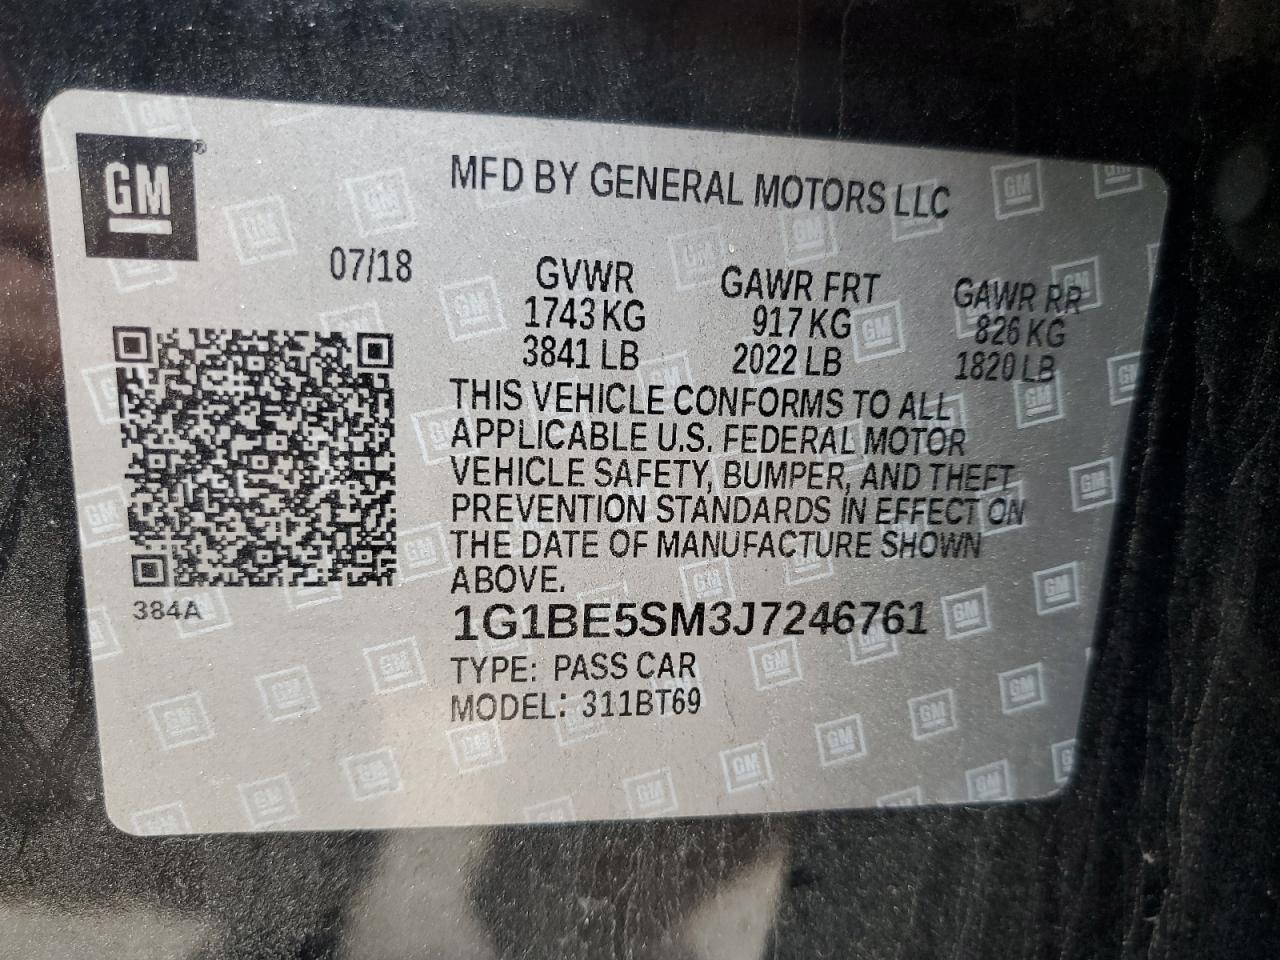 GM®
MFD BY GENERAL MOTORS LLC
07/18
GVWR GAWR FRT GAWR RR
1743 KG 917 KG 826 KG
3841 LB 2022 LB 1820 LB
THIS VEHICLE CONFORMS TO ALL
APPLICABLE U.S. FEDERAL MOTOR
VEHICLE SAFETY, BUMPER, AND THEFT
PREVENTION STANDARDS IN EFFECT ON
THE DATE OF MANUFACTURE SHOWN
ABOVE.
384A
1G1BE5SM3J7246761
TYPE: PASS CAR
MODEL: 311BT69